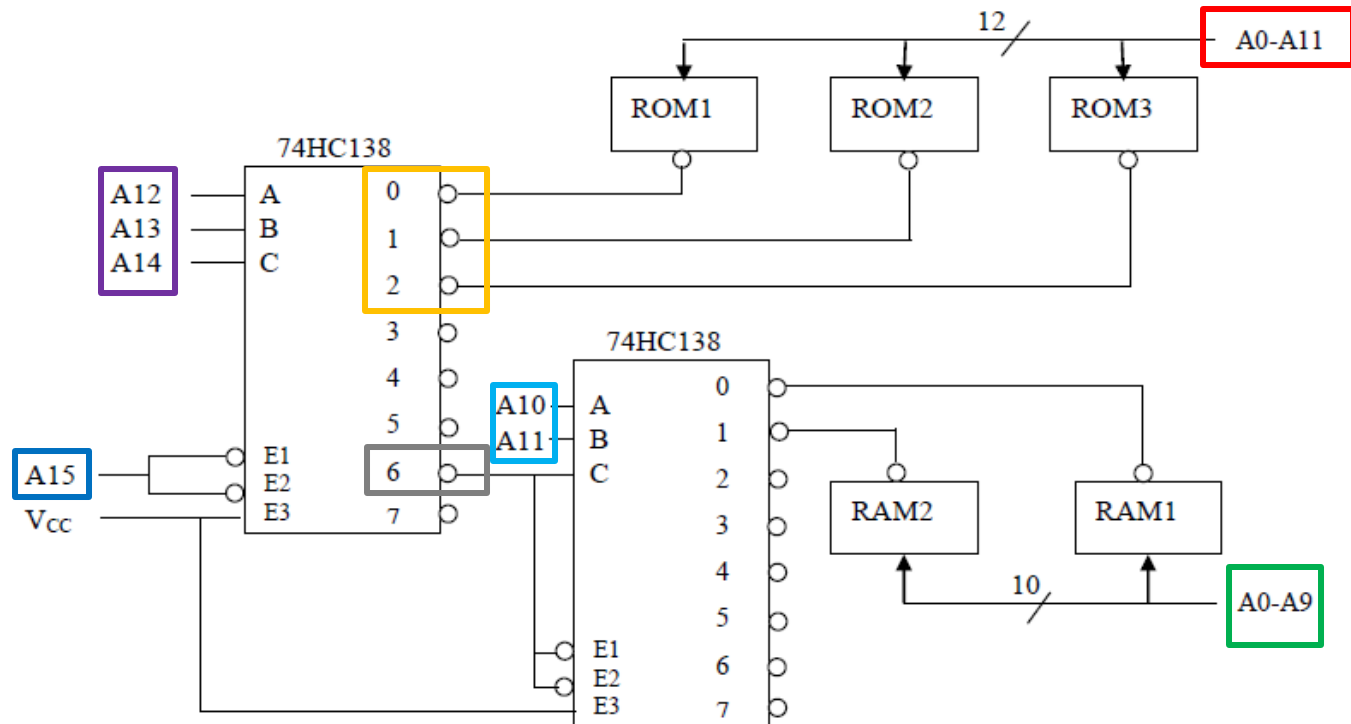 12
A0-A11
ROM1 ROM2 ROM3
74HC138
A12 A 0
A13 B 1
A14 C 2
3
4
5
A15 E1 6
E2
VCC E3 7
74HC138
A10 A 0
A11 B 1
C 2
3
4
5
E1 6
E2
E3 7
RAM2 RAM1
10
A0-A9